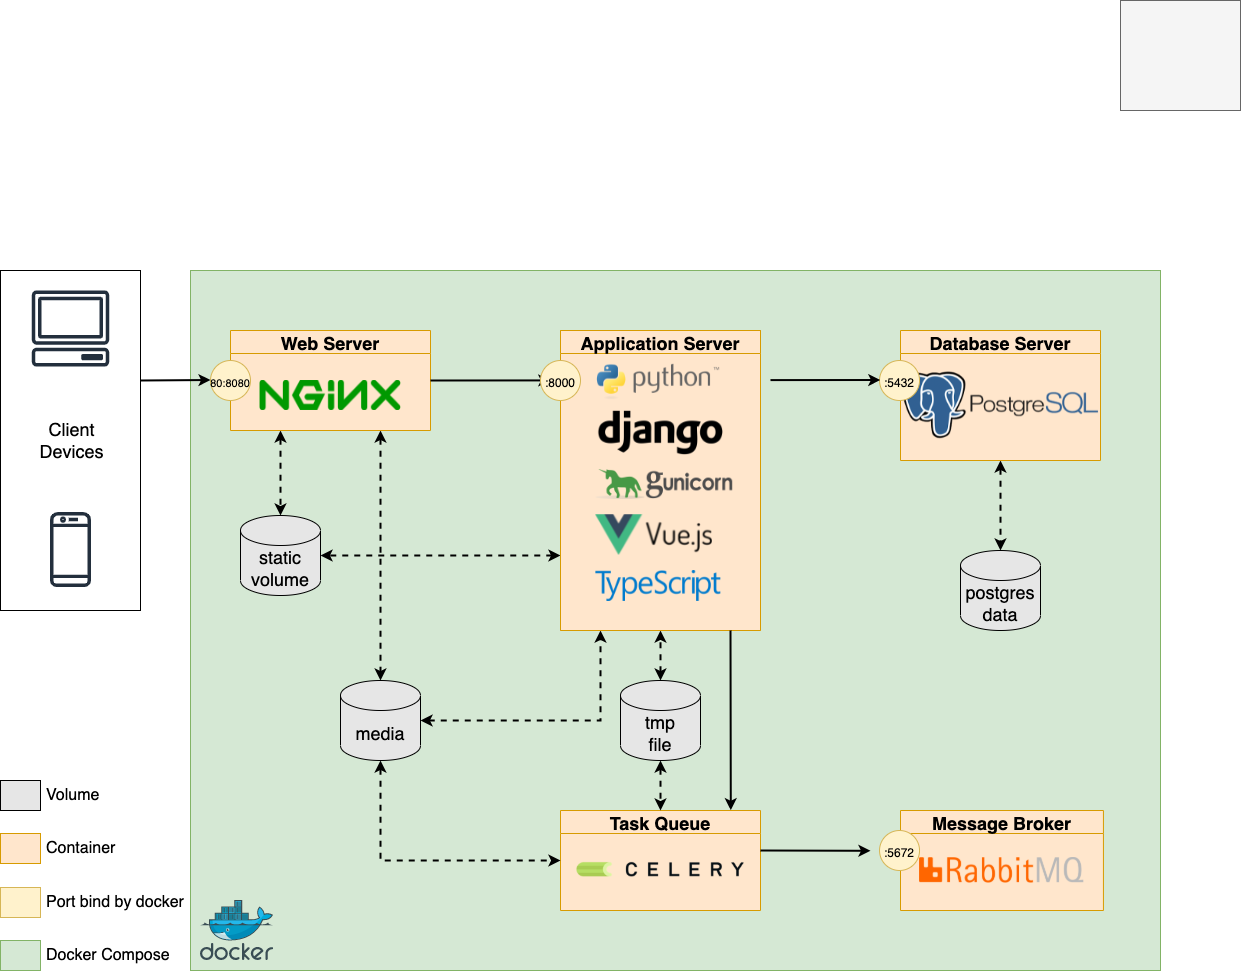 Web Server
Application Server
Database Server
80:8080
NGiNX
:8000
python™
:5432
PostgreSQL
django
Client
Devices
gunicorn
Vue.js
static
volume
TypeScript
postgres
data
media
tmp
file
Volume
Task Queue
Message Broker
Container
CELERY
:5672
RabbitMQ
Port bind by docker
docker
Docker Compose